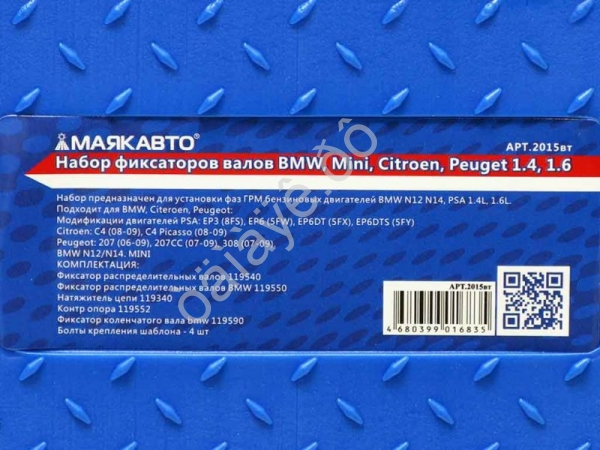 МАЯКАВТО®
АРТ.2015вт
Набор фиксаторов валов BMW, Mini, Citroen, Peuget 1.4, 1.6
Набор предназначен для установки фаз ГРМ бензиновых двигателей BMW N12 N14, PSA 1.4L, 1.6L.
Подходит для BMW, Citeroen, Peugeot:
Модификации двигателей PSA: EP3 (8FS), EP6 (5FW), EP6DT (5FX), EP6DTS (5FY)
Citroen: C4 (08-09), C4 Picasso (08-09)
Peugeot: 207 (06-09), 207CC (07-09), 308 (07-09),
BMW N12/N14. MINI
КОМПЛЕКТАЦИЯ:
Фиксатор распределительных валов 119540
Фиксатор распределительных валов BMW 119550
Натяжитель цепи 119340
Контр опора 119552
Фиксатор коленчатого вала Bmw 119590
Болты крепления шаблона - 4 шт
АРТ.2015вт
4 680399 016835